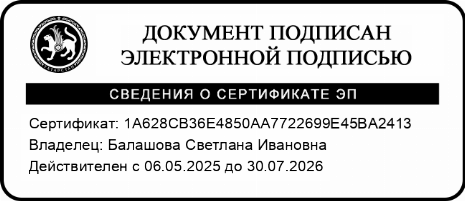 ДОКУМЕНТ ПОДПИСАН
ЭЛЕКТРОННОЙ ПОДПИСЬЮ
СВЕДЕНИЯ О СЕРТИФИКАТЕ ЭП
Сертификат: 1A628CB36E4850AA7722699E45BA2413
Владелец: Балашова Светлана Ивановна
Действителен с 06.05.2025 до 30.07.2026